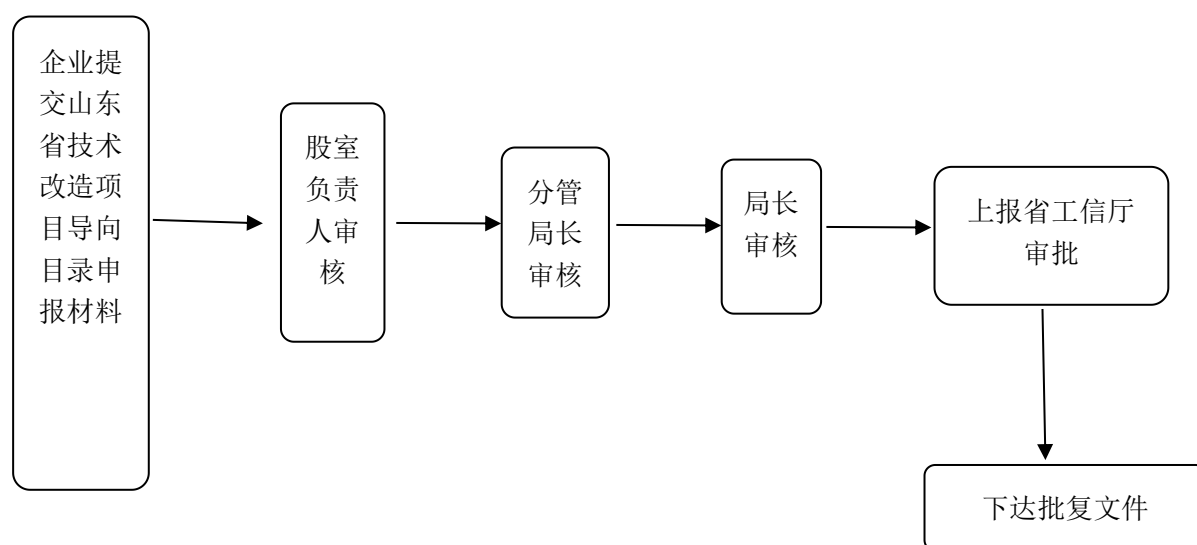 企业提
交山东
省技术
改造项
目导向
目录申
报材料
股室
负责
人审
核
分管
局长
审核
局长
审核
上报省工信厅
审批
下达批复文件